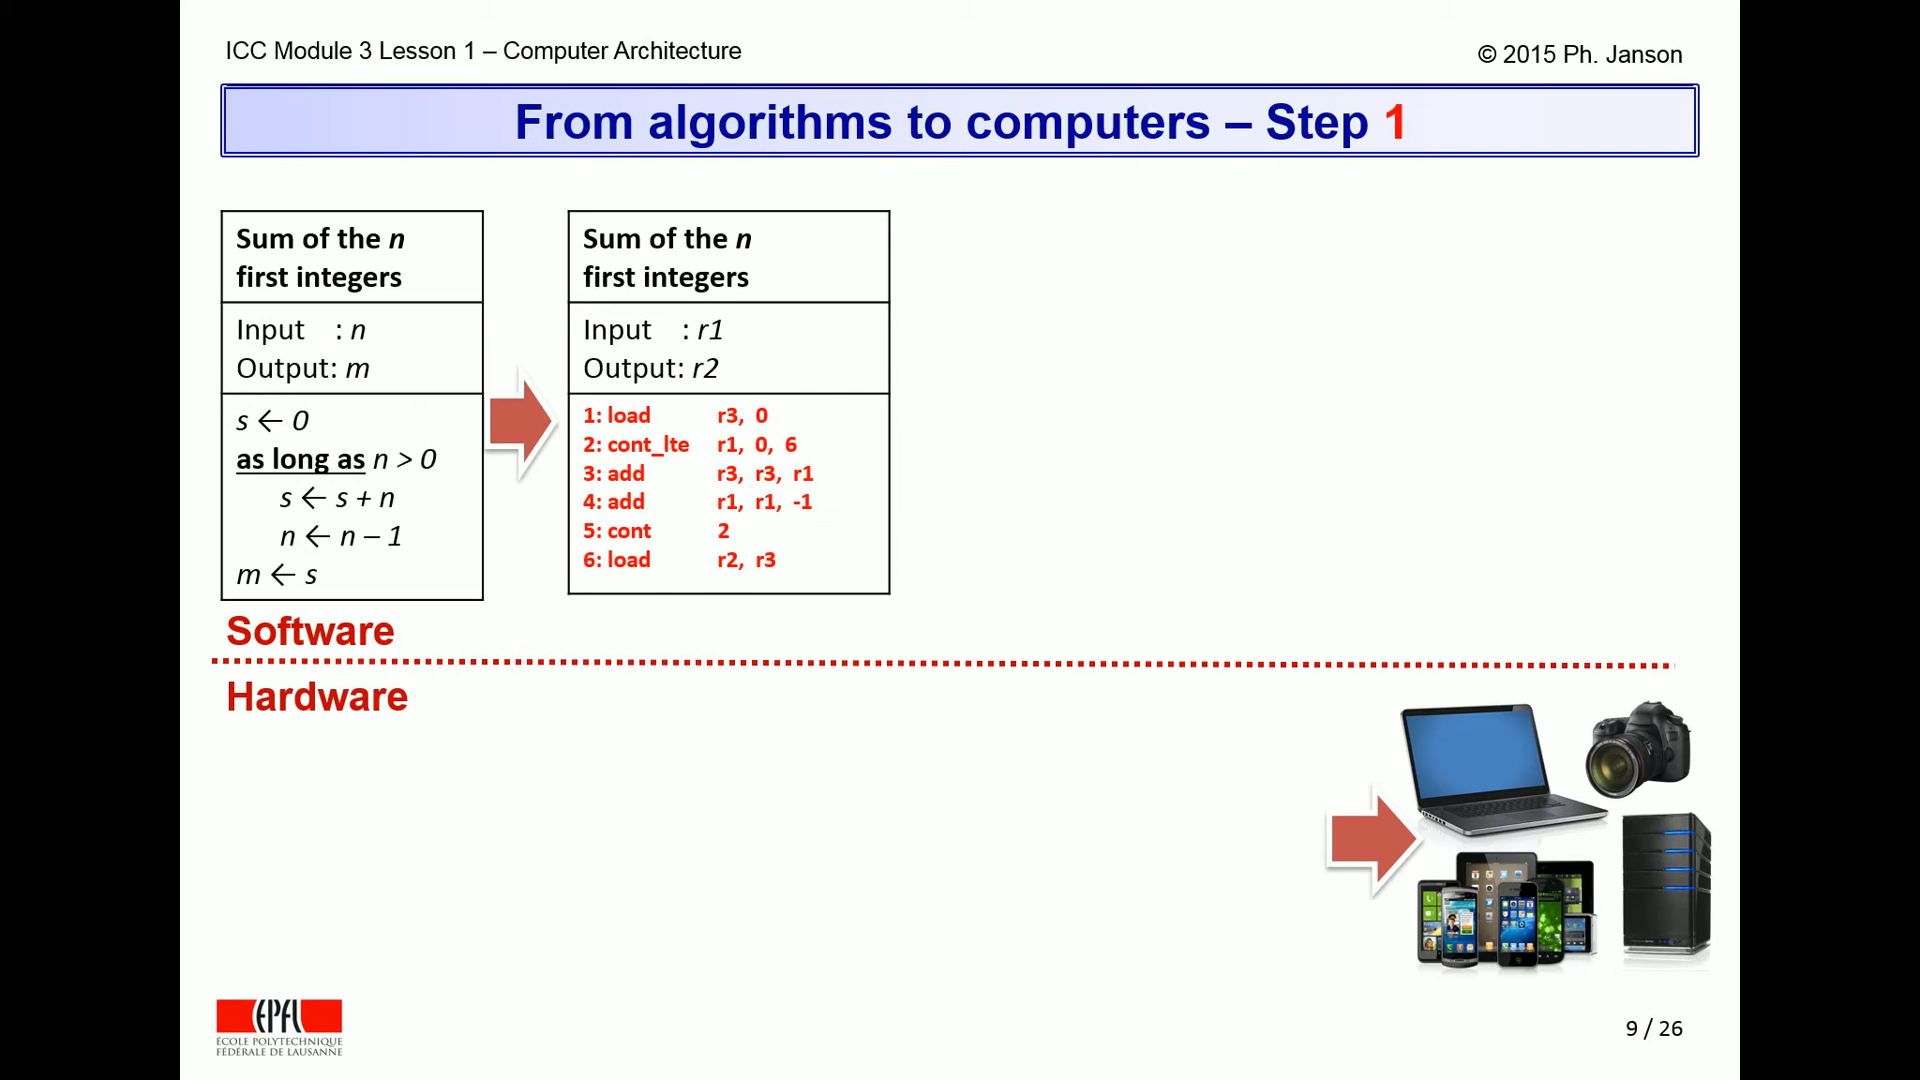 ICC Module 3 Lesson 1 – Computer Architecture
© 2015 Ph. Janson
From algorithms to computers – Step 1
Sum of the n
first integers
Input : n
Output: m
s ← 0
as long as n > 0
s ← s + n
n ← n – 1
m ← s
Sum of the n
first integers
Input : r1
Output: r2
1: load r3, 0
2: cont_lte r1, 0, 6
3: add r3, r3, r1
4: add r1, r1, -1
5: cont 2
6: load r2, r3
Software
Hardware
EPFL
ÉCOLE POLYTECHNIQUE
FÉDÉRALE DE LAUSANNE
9 / 26